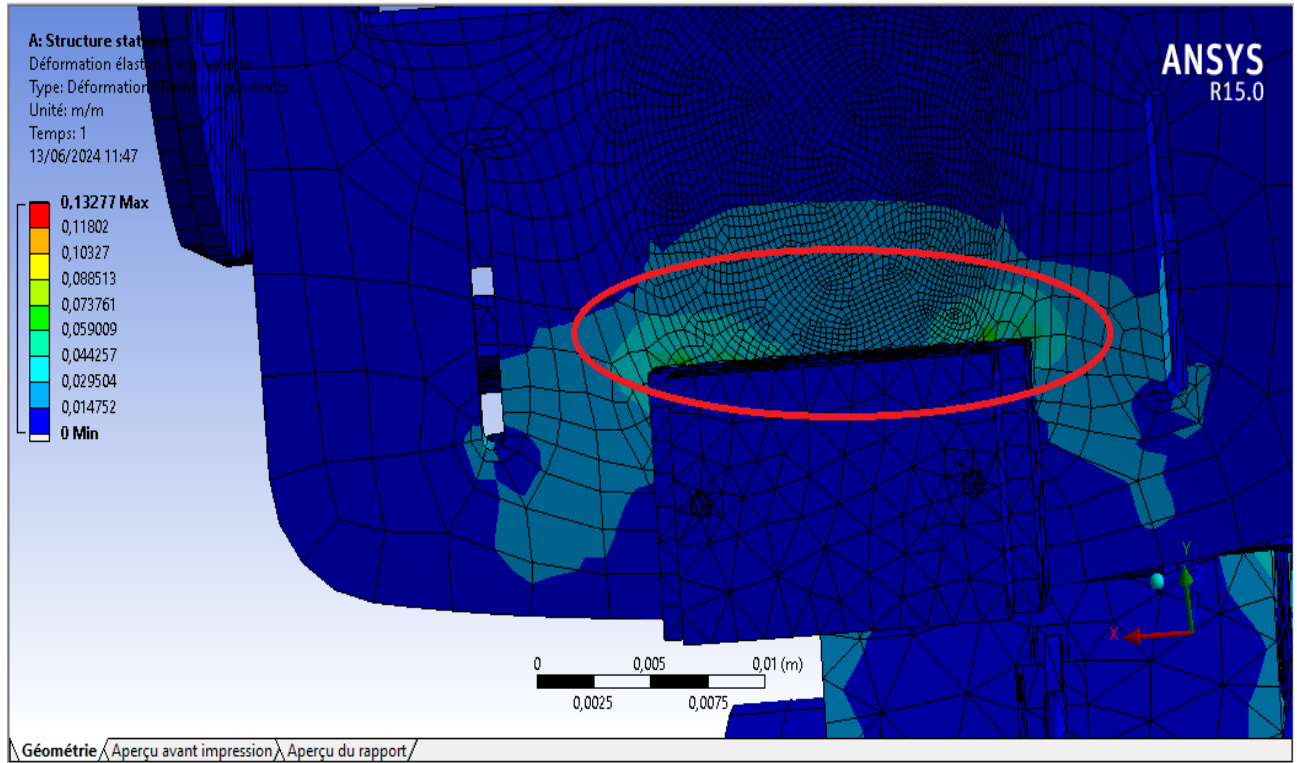 A: Structure statique
Déformation élastique équivalente
Type: Déformation élastique équivalente
Unité: m/m
Temps: 1
13/06/2024 11:47
ANSYS
R15.0
0,13277 Max
0,11802
0,10327
0,088513
0,073761
0,059009
0,044257
0,029504
0,014752
0 Min
Y
X
0 0,005 0,01 (m)
0,0025 0,0075
Géométrie Aperçu avant impression Aperçu du rapport